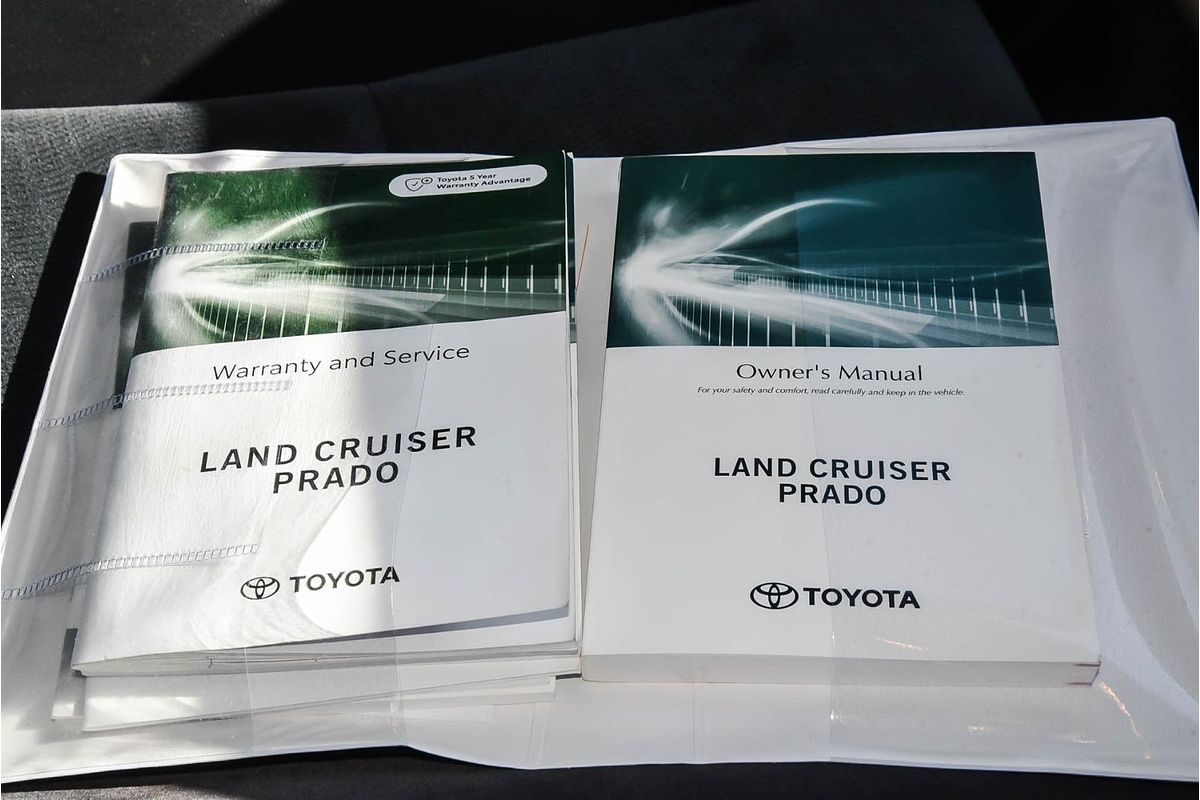 Toyota 5 Year
Warranty Advantage
Warranty and Service
LAND CRUISER
PRADO
TOYOTA
Owner's Manual
For your safety and comfort, read carefully and keep in the vehicle.
LAND CRUISER
PRADO
TOYOTA